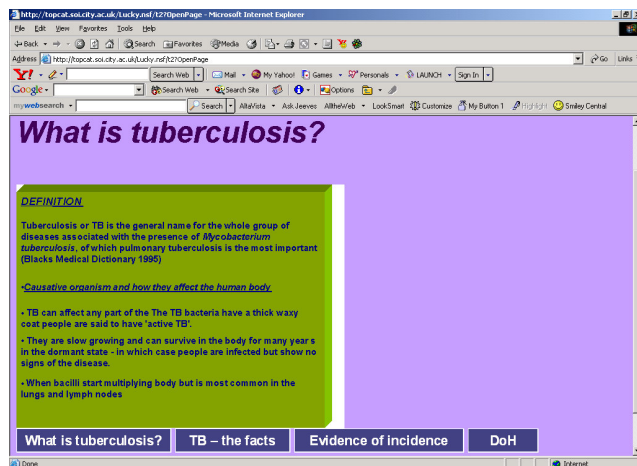 http://topcat.soi.city.ac.uk/Lucky.nsf/t2?OpenPage - Microsoft Internet Explorer
File Edit View Favorites Tools Help
Back Search Favorites Media
Address http://topcat.soi.city.ac.uk/Lucky.nsf/t2?OpenPage Go Links
Y! Search Web Mail My Yahoo! Games Personals LAUNCH Sign In
Google Search Web Search Site Options
mywebsearch Search AltaVista Ask Jeeves AlltheWeb LookSmart Customize My Button 1 Highlight Smiley Central
What is tuberculosis?
DEFINITION
Tuberculosis or TB is the general name for the whole group of
diseases associated with the presence of Mycobacterium
tuberculosis, of which pulmonary tuberculosis is the most important
(Blacks Medical Dictionary 1995)
•Causative organism and how they affect the human body
• TB can affect any part of the The TB bacteria have a thick waxy
coat people are said to have 'active TB'.
• They are slow growing and can survive in the body for many year s
in the dormant state - in which case people are infected but show no
signs of the disease.
• When bacilli start multiplying body but is most common in the
lungs and lymph nodes
What is tuberculosis? TB – the facts Evidence of incidence DoH
Done Internet